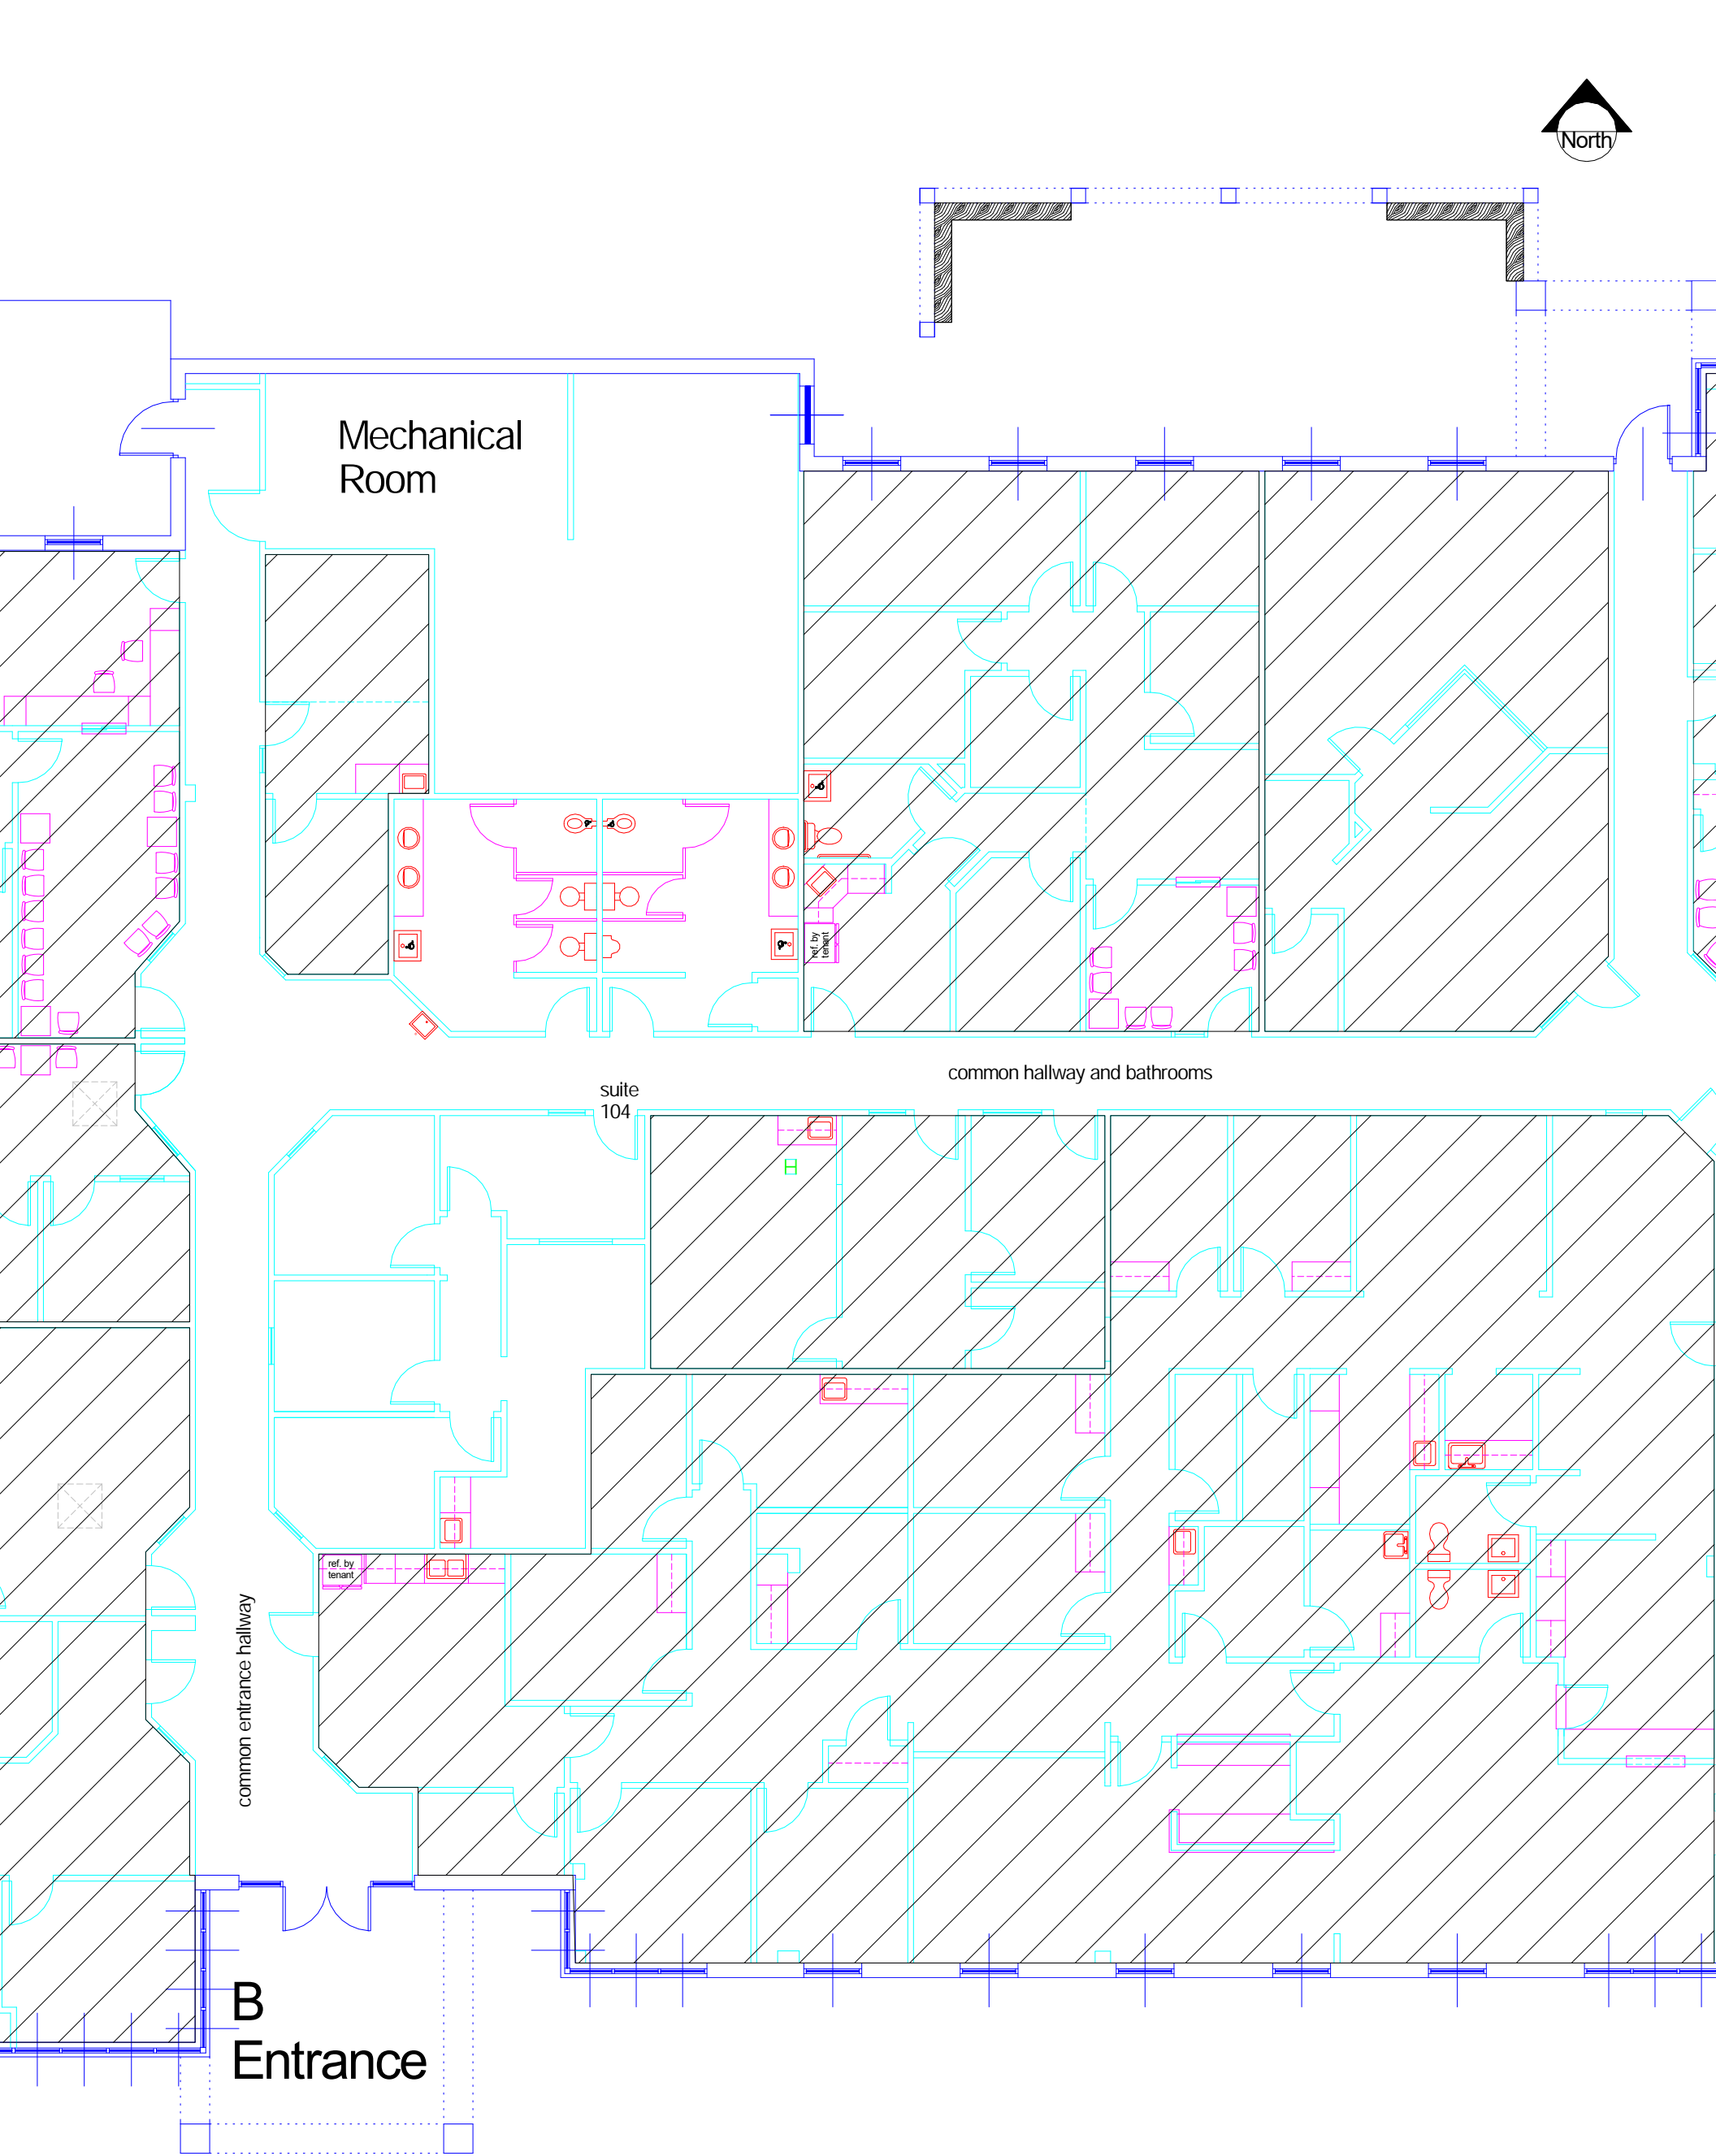 North
Mechanical
Room
ref. by
tenant
common hallway and bathrooms
suite
104
ref. by
tenant
common entrance hallway
B
Entrance